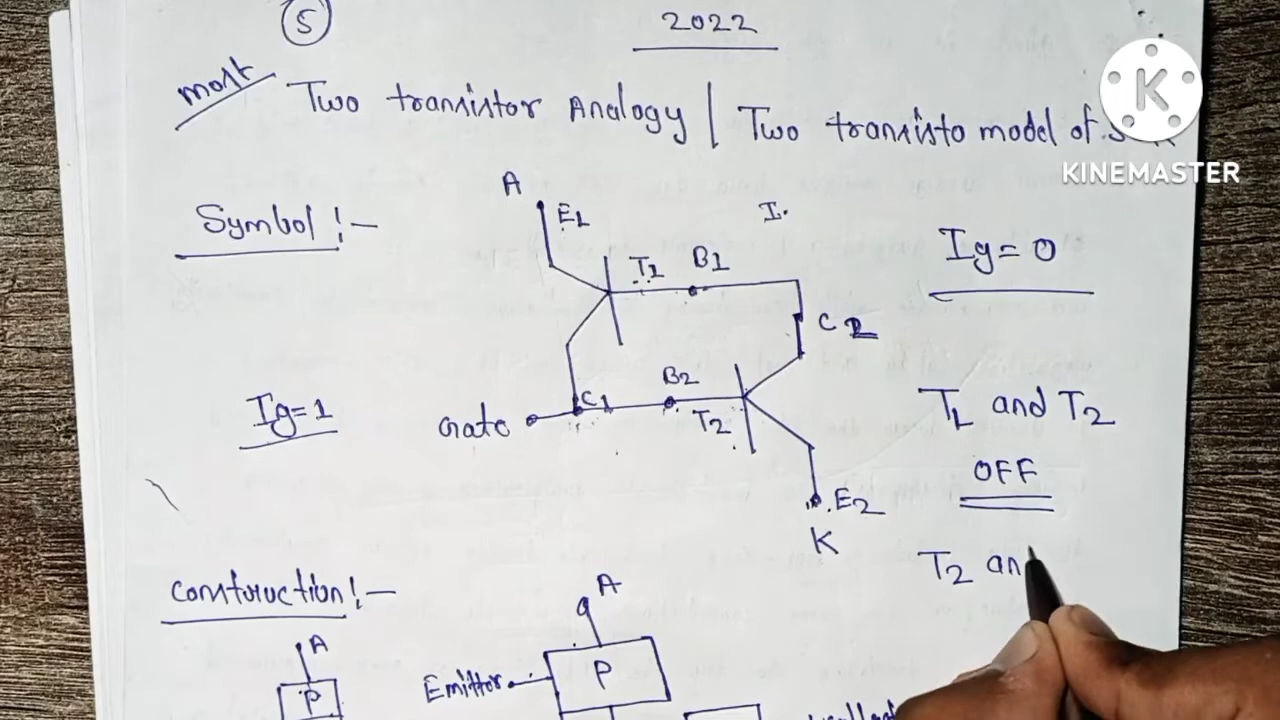 5
2022
most
Two transistor Analogy | Two transisto model of
K
KINEMASTER
Symbol :-
A
E1
I.
T1
B1
Ig = 0
C2
B2
Ig=1
C1
Gate
T2
T1 and T2
OFF
E2
K
T2 an
construction :-
A
A
P
Emittor
P